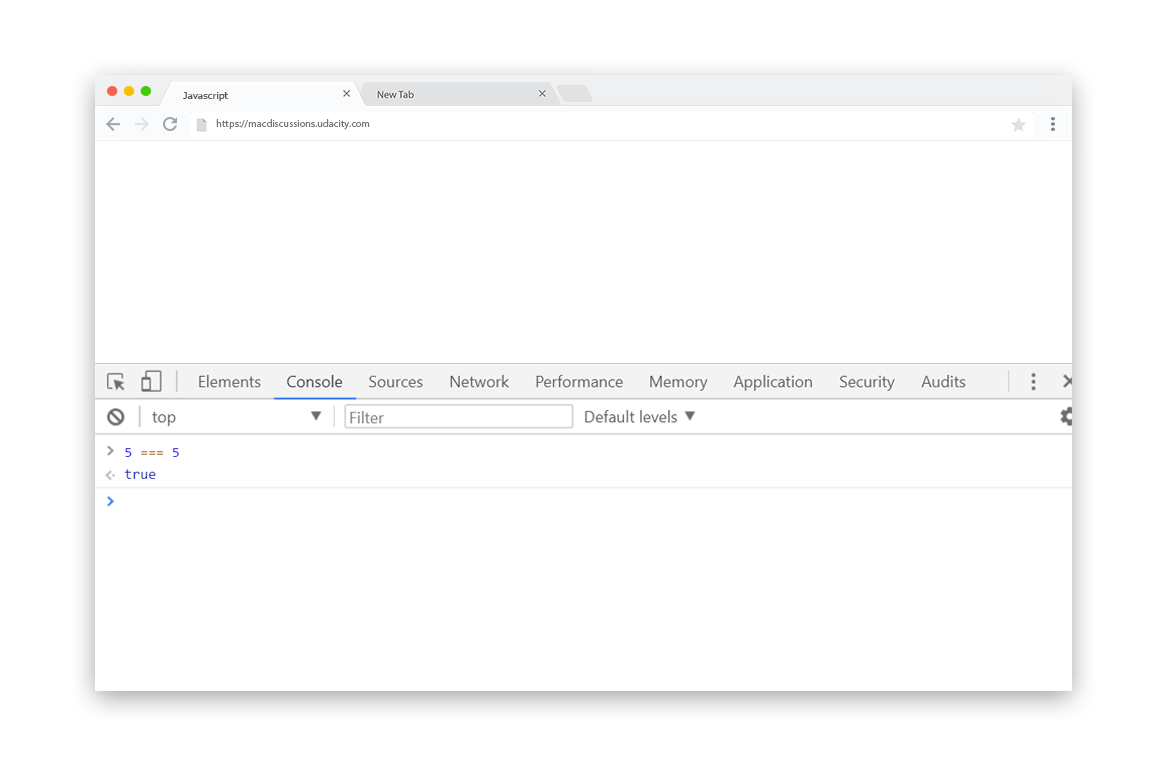 Javascript New Tab
https://macdiscussions.udacity.com
Elements Console Sources Network Performance Memory Application Security Audits
top Filter Default levels
5 === 5
true